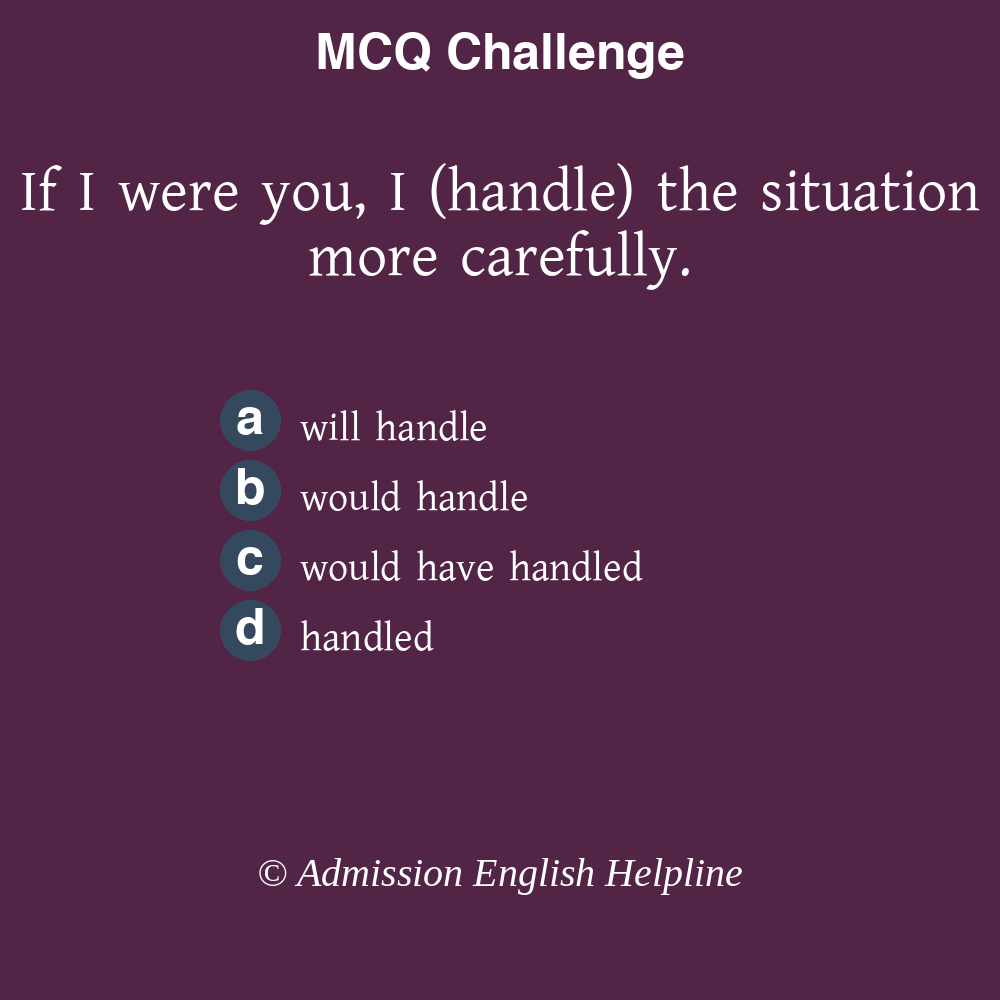 MCQ Challenge
If I were you, I (handle) the situation
more carefully.
a will handle
b would handle
c would have handled
d handled
© Admission English Helpline